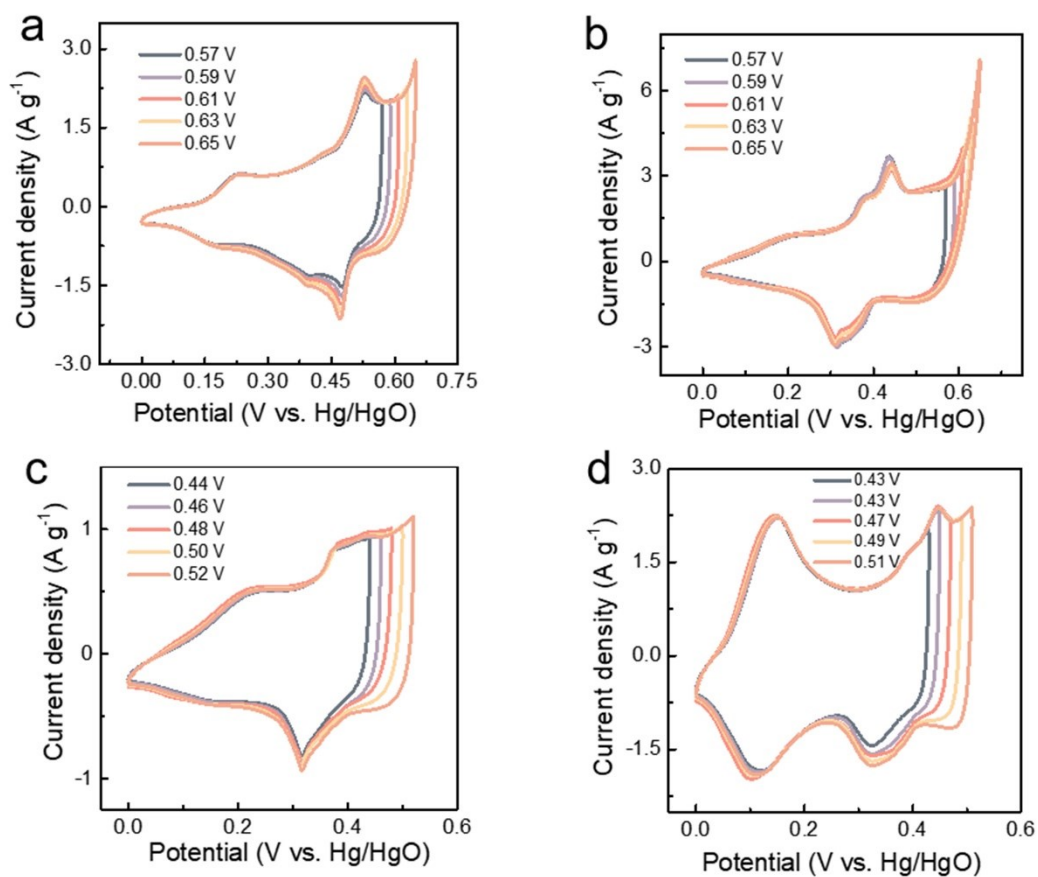 a
0.57 V
0.59 V
0.61 V
0.63 V
0.65 V
3.0
1.5
0.0
-1.5
-3.0
Current density (A g⁻¹)
0.00 0.15 0.30 0.45 0.60 0.75
Potential (V vs. Hg/HgO)
b
0.57 V
0.59 V
0.61 V
0.63 V
0.65 V
6
3
0
-3
Current density (A g⁻¹)
0.0 0.2 0.4 0.6
Potential (V vs. Hg/HgO)
c
0.44 V
0.46 V
0.48 V
0.50 V
0.52 V
1
0
-1
Current density (A g⁻¹)
0.0 0.2 0.4 0.6
Potential (V vs. Hg/HgO)
d
0.43 V
0.43 V
0.47 V
0.49 V
0.51 V
3.0
1.5
0.0
-1.5
Current density (A g⁻¹)
0.0 0.2 0.4 0.6
Potential (V vs. Hg/HgO)